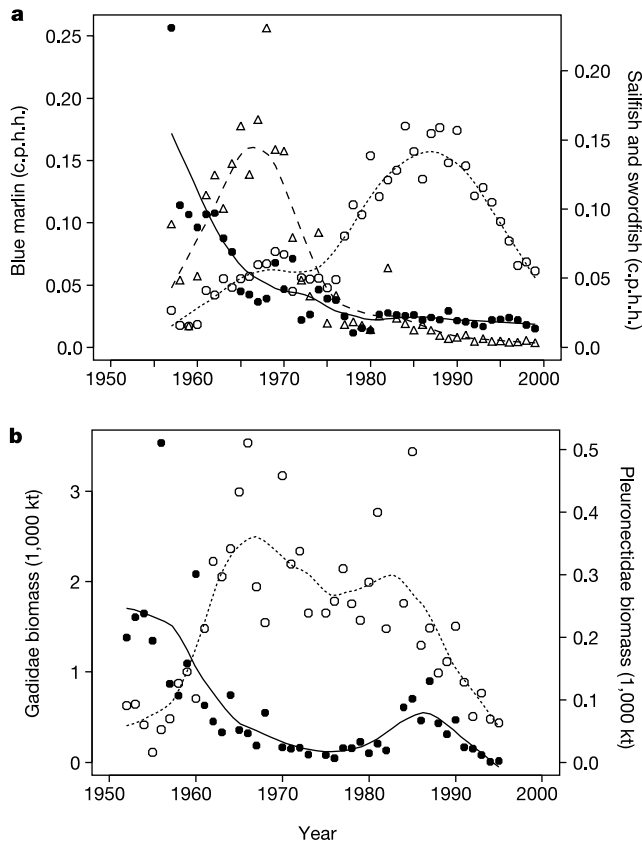 a
Blue marlin (c.p.h.h.)
0.25
0.20
0.15
0.10
0.05
0.0
Sailfish and swordfish (c.p.h.h.)
0.20
0.15
0.10
0.05
0.0
1950 1960 1970 1980 1990 2000
b
Gadidae biomass (1,000 kt)
3
2
1
0
Pleuronectidae biomass (1,000 kt)
0.5
0.4
0.3
0.2
0.1
0.0
1950 1960 1970 1980 1990 2000
Year